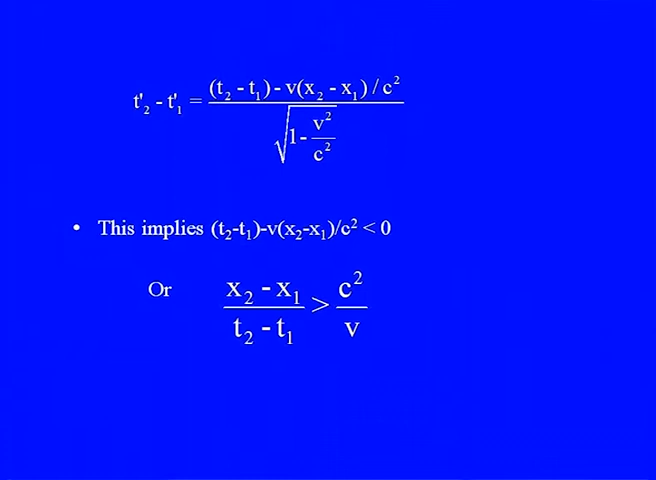 t'₂ - t'₁ = (t₂ - t₁) - v(x₂ - x₁) / c² / √(1 - v²/c²)
• This implies (t₂-t₁)-v(x₂-x₁)/c² < 0
Or (x₂ - x₁)/(t₂ - t₁) > c²/v